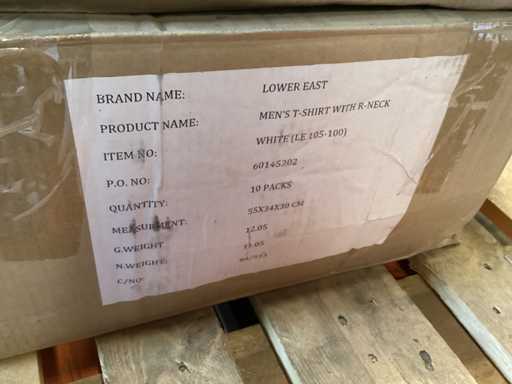 BRAND NAME: LOWER EAST
PRODUCT NAME: MEN'S T-SHIRT WITH R-NECK
ITEM NO: WHITE (LE 105-100)
P.O. NO: 60145202
QUANTITY: 10 PACKS
MEASURMENT: 55X34X30 CM
G.WEIGHT 12.05
N.WEIGHT: 11.05
C/NO: